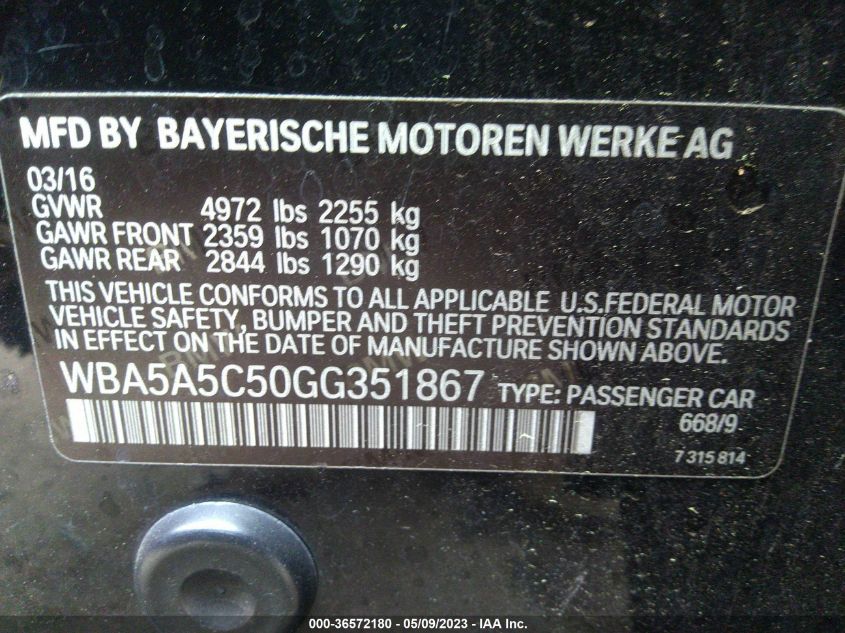 MFD BY BAYERISCHE MOTOREN WERKE AG
03/16
GVWR 4972 lbs 2255 kg
GAWR FRONT 2359 lbs 1070 kg
GAWR REAR 2844 lbs 1290 kg
THIS VEHICLE CONFORMS TO ALL APPLICABLE U.S.FEDERAL MOTOR
VEHICLE SAFETY, BUMPER AND THEFT PREVENTION STANDARDS
IN EFFECT ON THE DATE OF MANUFACTURE SHOWN ABOVE.
WBA5A5C50GG351867 TYPE: PASSENGER CAR
668/9
7 315 814
000-36572180 - 05/09/2023 - IAA Inc.